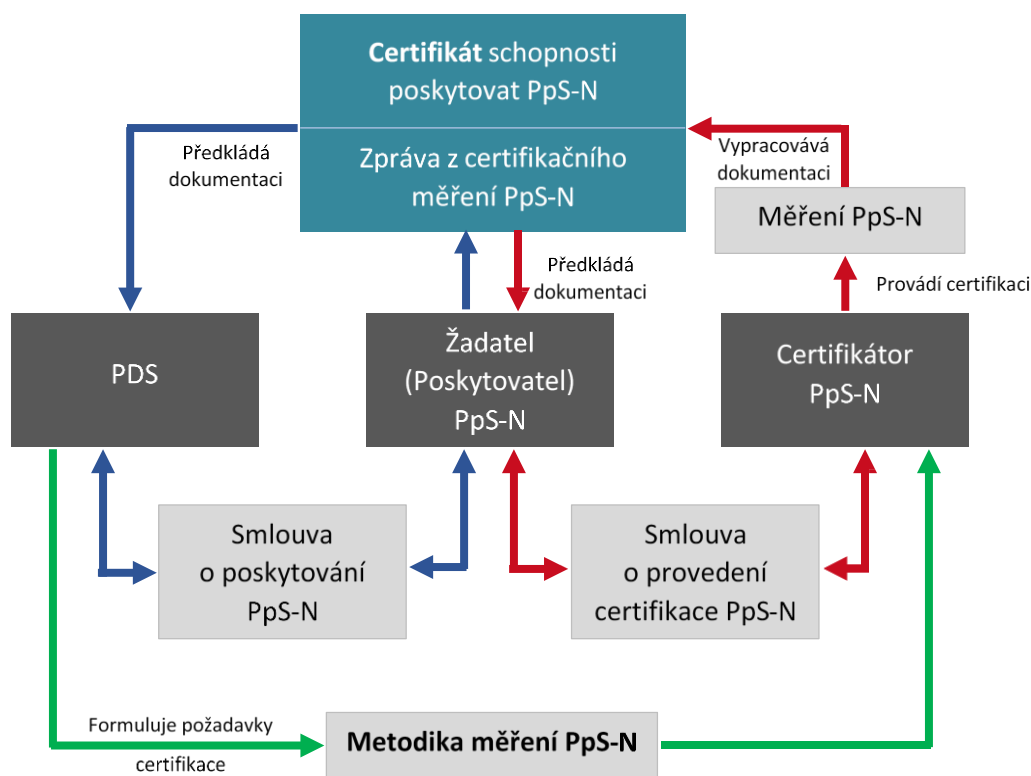 Certifikát schopnosti
poskytovat PpS-N
Zpráva z certifikačního
měření PpS-N
Předkládá
dokumentaci
Vypracovává
dokumentaci
Měření PpS-N
Předkládá
dokumentaci
Provádí certifikaci
PDS
Žadatel
(Poskytovatel)
PpS-N
Certifikátor
PpS-N
Smlouva
o poskytování
PpS-N
Smlouva
o provedení
certifikace PpS-N
Formuluje požadavky
certifikace
Metodika měření PpS-N